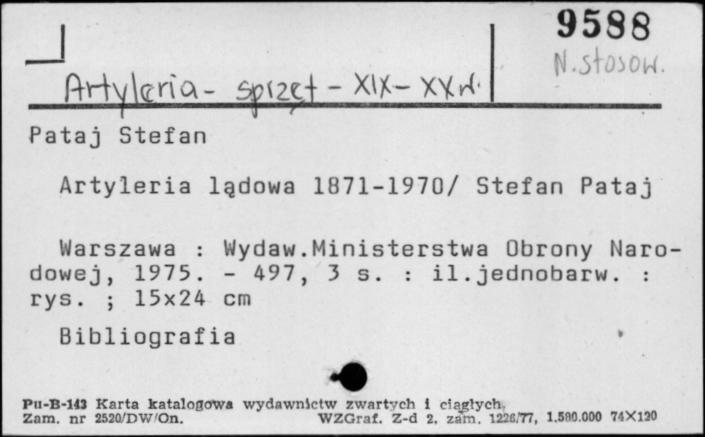 9588
N. stosow.
Artyleria - sprzęt - XIX - XX w.
Pataj Stefan
Artyleria lądowa 1871-1970/ Stefan Pataj
Warszawa : Wydaw.Ministerstwa Obrony Naro-
dowej, 1975. - 497, 3 s. : il.jednobarw. :
rys. ; 15x24 cm
Bibliografia
Pu-B-143 Karta katalogowa wydawnictw zwartych i ciągłych.
Zam. nr 2520/DW/On. WZGraf. Z-d 2, zam. 1226/77, 1.580.000 74X120